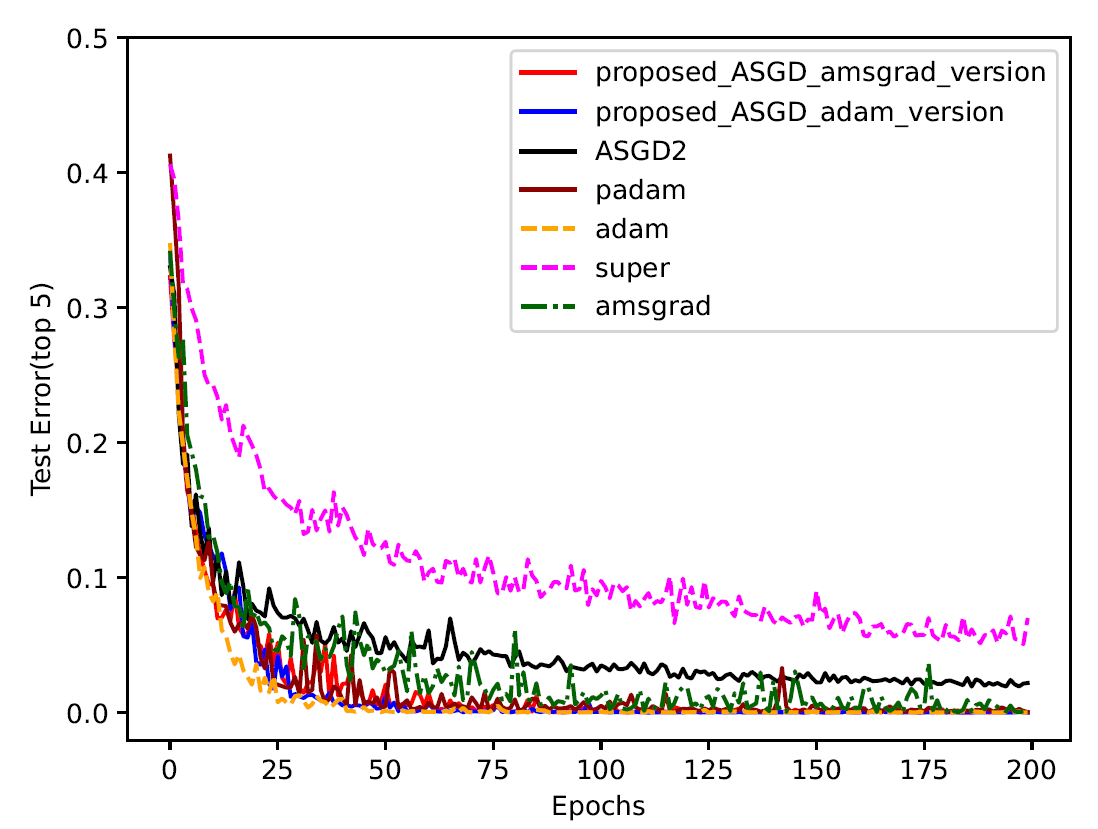 0.5
0.4
0.3
0.2
0.1
0.0
Test Error(top 5)
proposed_ASGD_amsgrad_version
proposed_ASGD_adam_version
ASGD2
padam
adam
super
amsgrad
0 25 50 75 100 125 150 175 200
Epochs